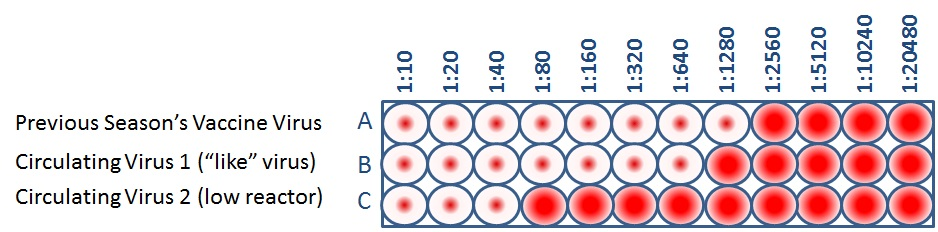 1:10 1:20 1:40 1:80 1:160 1:320 1:640 1:1280 1:2560 1:5120 1:10240 1:20480
Previous Season’s Vaccine Virus A
Circulating Virus 1 (“like” virus) B
Circulating Virus 2 (low reactor) C